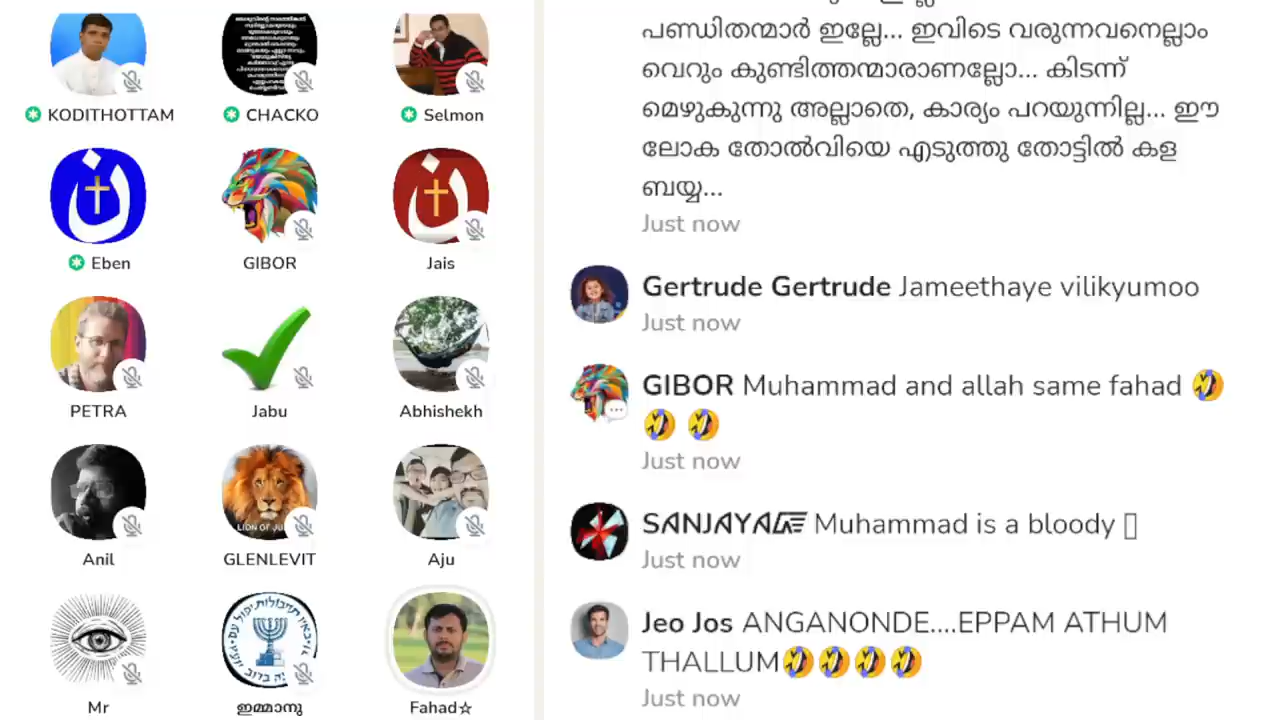 KODITHOTTAM
CHACKO
Selmon
Eben
GIBOR
Jais
PETRA
Jabu
Abhishekh
Anil
GLENLEVIT
Aju
Mr
ഇമ്മാനു
Fahad☆
പണ്ഡിതന്മാർ ഇല്ലേ... ഇവിടെ വരുന്നവനെല്ലാം
വെറും കുണ്ടിത്തന്മാരാണല്ലോ... കിടന്ന്
മെഴുകുന്നു അല്ലാതെ, കാര്യം പറയുന്നില്ല... ഈ
ലോക തോൽവിയെ എടുത്തു തോട്ടിൽ കള
ബയ്യ...
Just now
Gertrude Gertrude Jameethaye vilikyumoo
Just now
GIBOR Muhammad and allah same fahad 🤣
🤣 🤣
Just now
SANJAYA Muhammad is a bloody
Just now
Jeo Jos ANGANONDE....EPPAM ATHUM
THALLUM🤣🤣🤣🤣
Just now